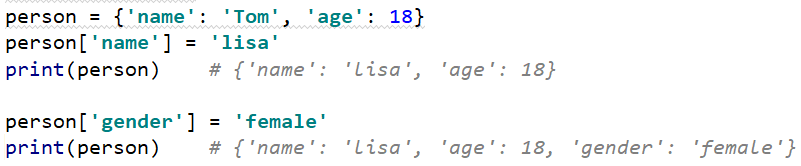 person = {'name': 'Tom', 'age': 18}
person['name'] = 'lisa'
print(person)    # {'name': 'lisa', 'age': 18}
person['gender'] = 'female'
print(person)    # {'name': 'lisa', 'age': 18, 'gender': 'female'}